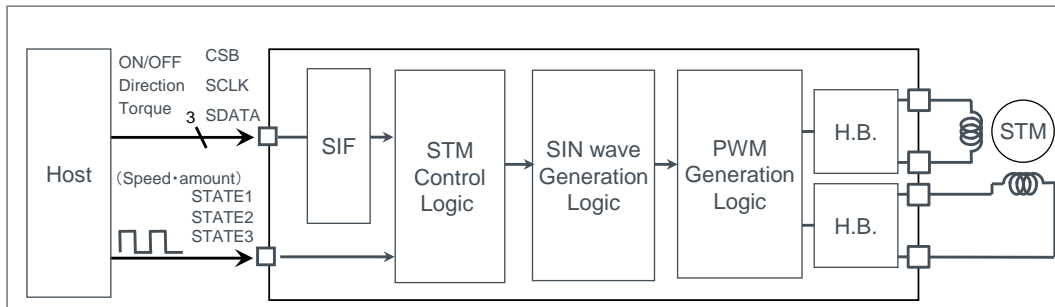 Host
ON/OFF
Direction
Torque
CSB
SCLK
SDATA
3
(Speed・amount)
STATE1
STATE2
STATE3
SIF
STM
Control
Logic
SIN wave
Generation
Logic
PWM
Generation
Logic
H.B.
H.B.
STM